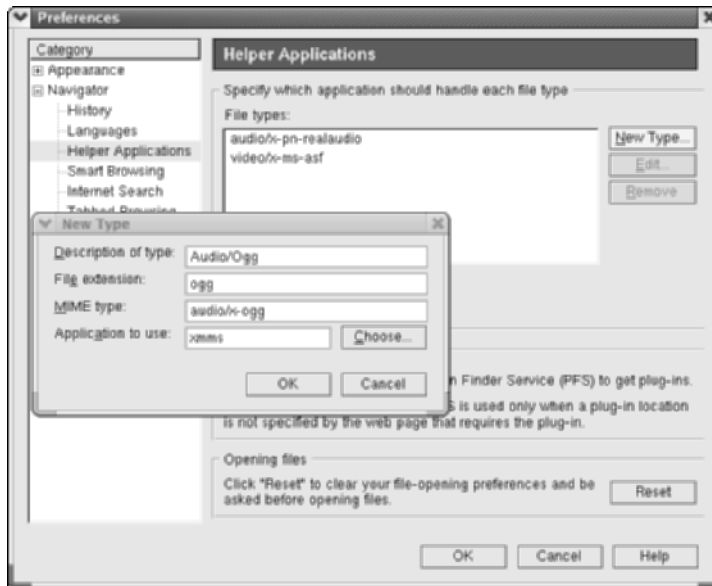 Preferences
Category
Appearance
Navigator
History
Languages
Helper Applications
Smart Browsing
Internet Search
Tabbed Browsing
Helper Applications
Specify which application should handle each file type
File types:
audio/x-pn-realaudio
video/x-ms-asf
New Type...
Edit...
Remove
New Type
Description of type: Audio/Ogg
File extension: ogg
MIME type: audio/x-ogg
Application to use: xmms Choose...
OK Cancel
n Finder Service (PFS) to get plug-ins.
S is used only when a plug-in location
is not specified by the web page that requires the plug-in.
Opening files
Click "Reset" to clear your file-opening preferences and be
asked before opening files.
Reset
OK Cancel Help